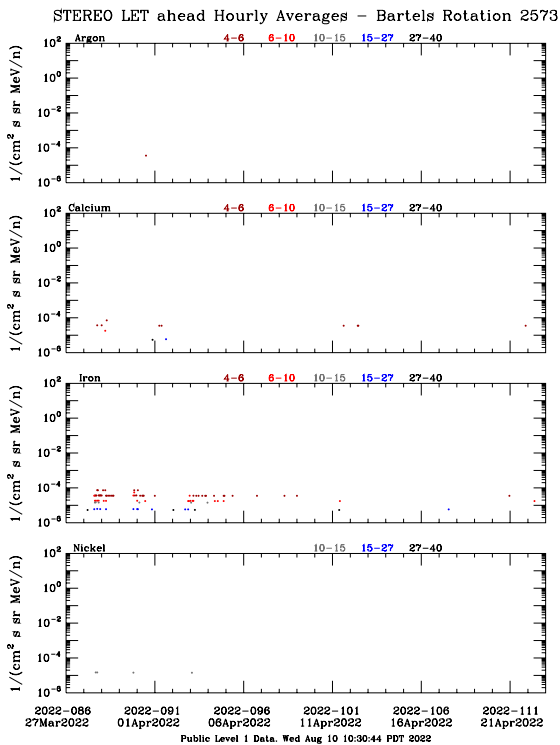 STEREO LET ahead Hourly Averages - Bartels Rotation 2573
Argon 4-6 6-10 10-15 15-27 27-40
10^2
10^0
10^-2
10^-4
10^-6
1/(cm^2 s sr MeV/n)
Calcium 4-6 6-10 10-15 15-27 27-40
10^2
10^0
10^-2
10^-4
10^-6
1/(cm^2 s sr MeV/n)
Iron 4-6 6-10 10-15 15-27 27-40
10^2
10^0
10^-2
10^-4
10^-6
1/(cm^2 s sr MeV/n)
Nickel 10-15 15-27 27-40
10^2
10^0
10^-2
10^-4
10^-6
1/(cm^2 s sr MeV/n)
2022-086 2022-091 2022-096 2022-101 2022-106 2022-111
27Mar2022 01Apr2022 06Apr2022 11Apr2022 16Apr2022 21Apr2022
Public Level 1 Data. Wed Aug 10 10:30:44 PDT 2022